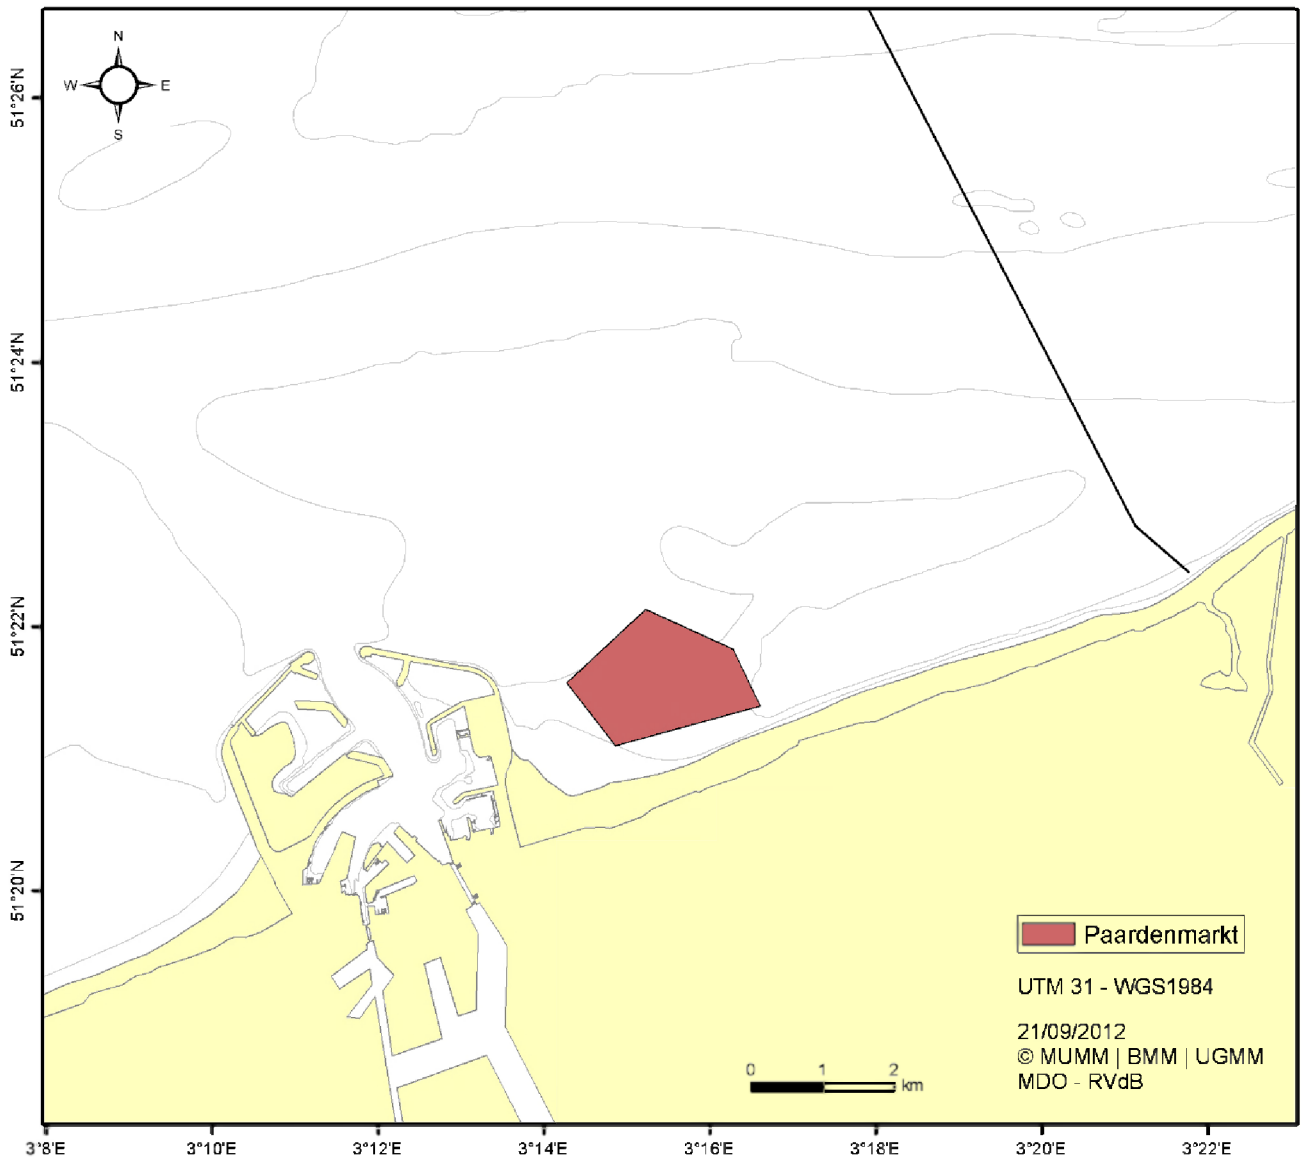 N
W E
S
51°26'N
51°24'N
51°22'N
51°20'N
Paardenmarkt
UTM 31 - WGS1984
21/09/2012
© MUMM | BMM | UGMM
MDO - RVdB
0 1 2
km
3°8'E 3°10'E 3°12'E 3°14'E 3°16'E 3°18'E 3°20'E 3°22'E